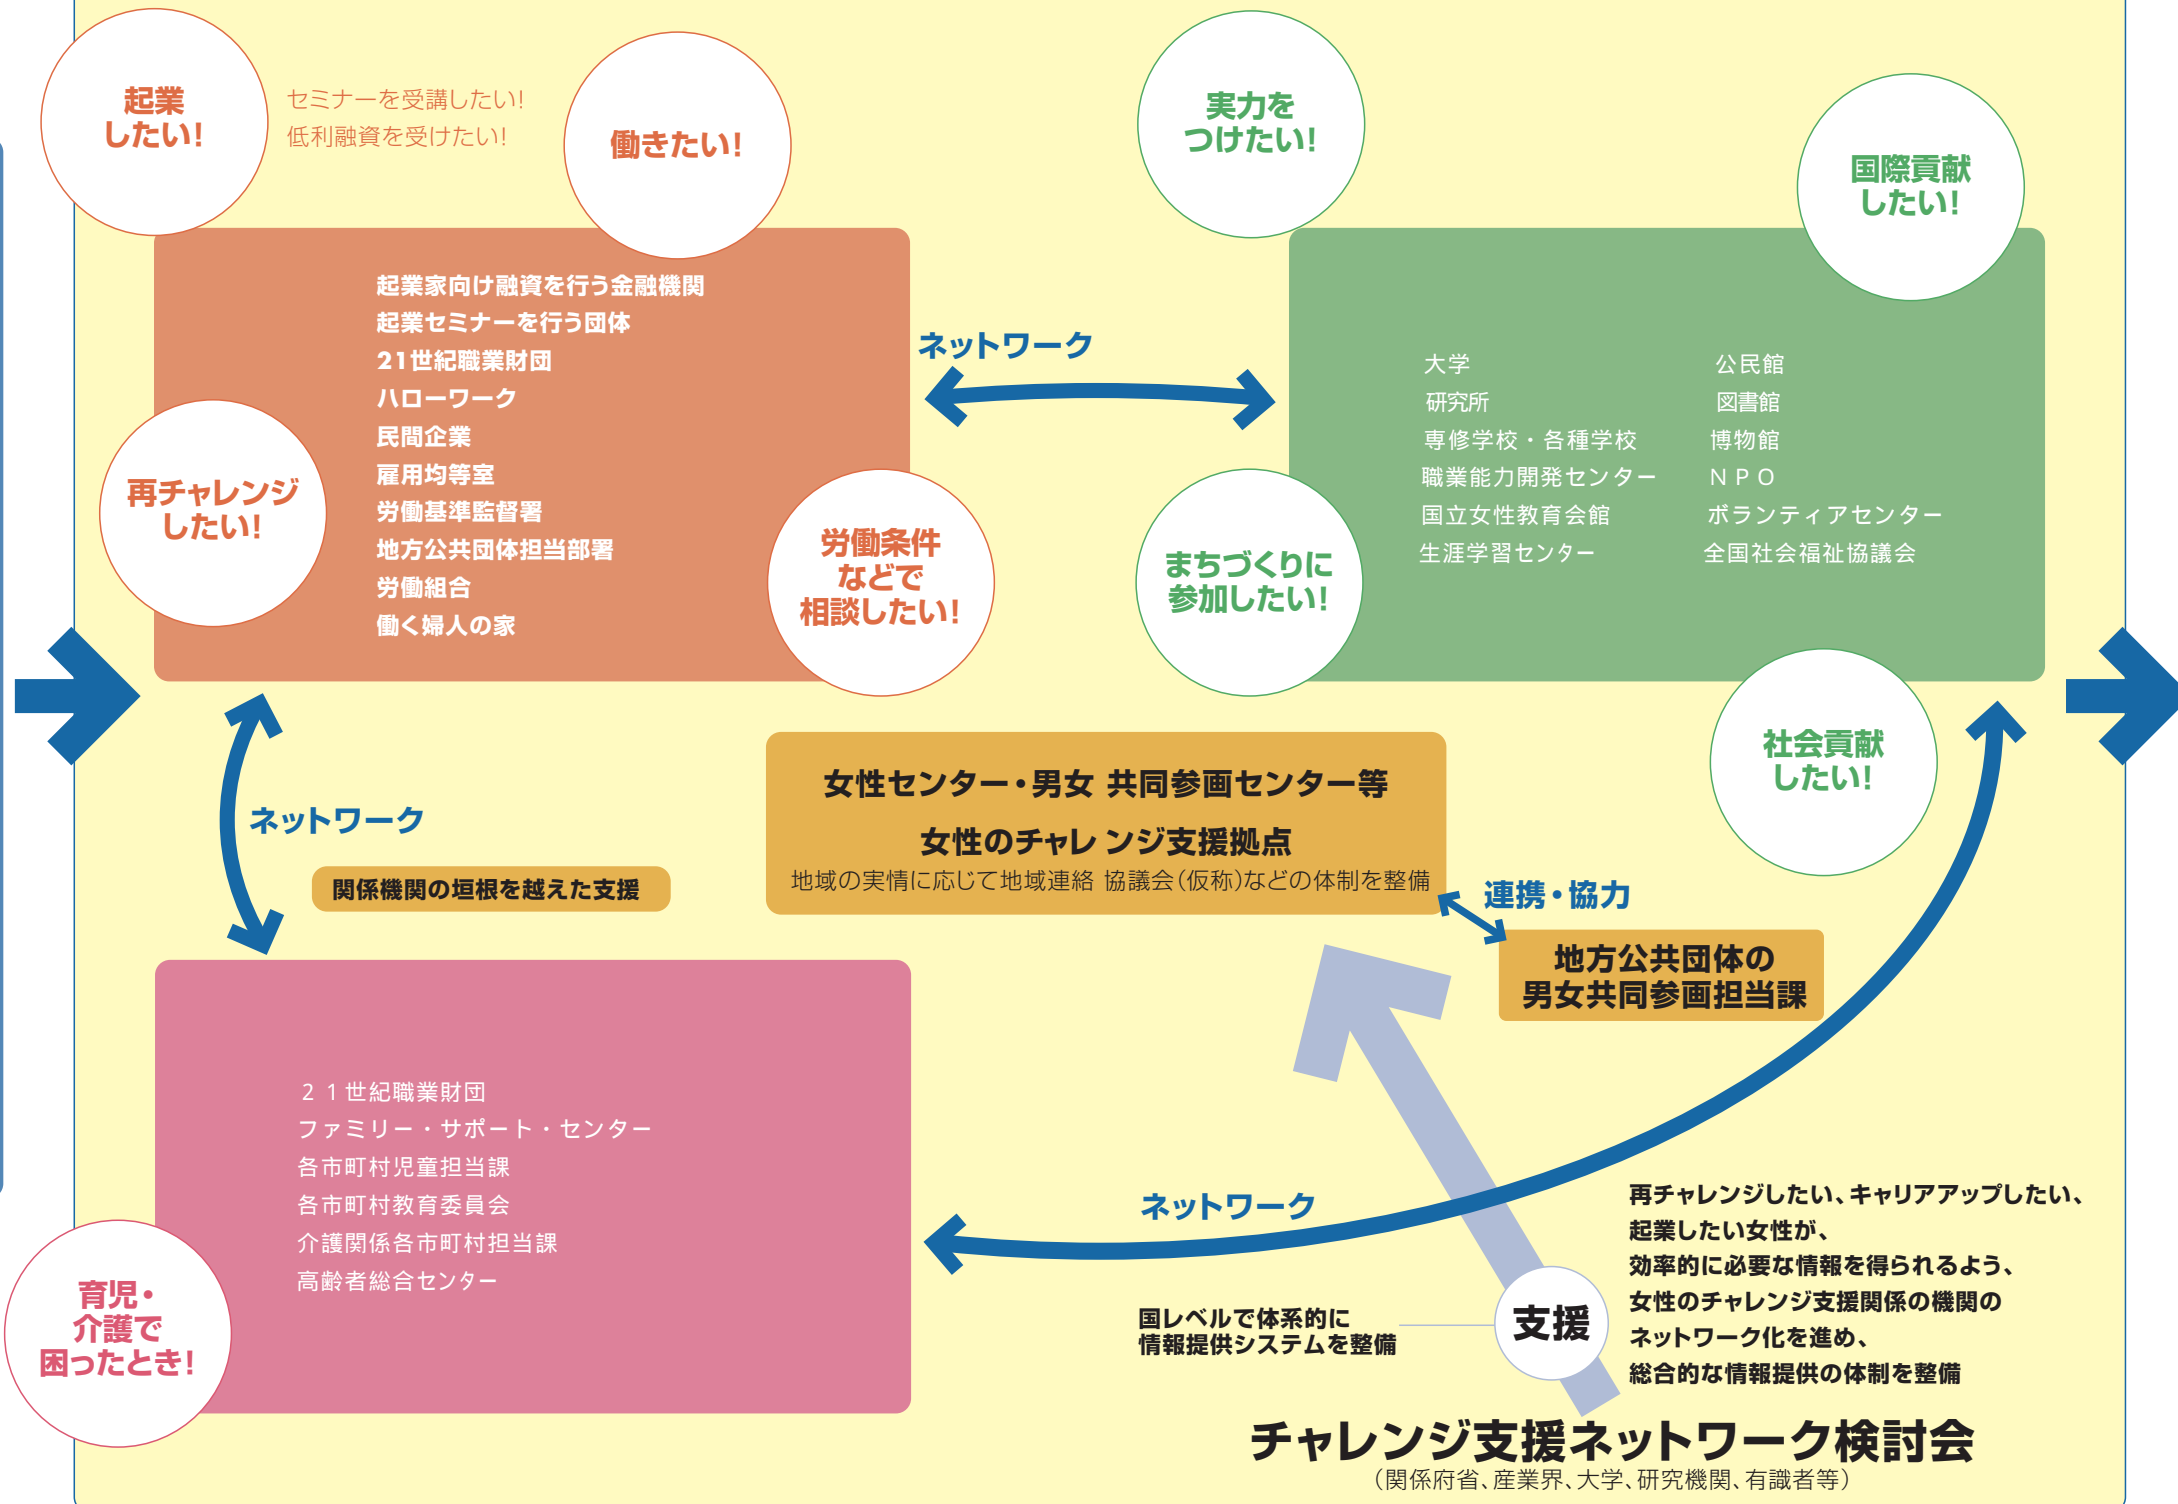 起業
したい!
セミナーを受講したい!
低利融資を受けたい!
働きたい!
実力を
つけたい!
国際貢献
したい!
起業家向け融資を行う金融機関
起業セミナーを行う団体
21世紀職業財団
ハローワーク
民間企業
雇用均等室
労働基準監督署
地方公共団体担当部署
労働組合
働く婦人の家
再チャレンジ
したい!
労働条件
などで
相談したい!
ネットワーク
大学
研究所
専修学校・各種学校
職業能力開発センター
国立女性教育会館
生涯学習センター
公民館
図書館
博物館
NPO
ボランティアセンター
全国社会福祉協議会
まちづくりに
参加したい!
社会貢献
したい!
ネットワーク
関係機関の垣根を越えた支援
女性センター・男女 共同参画センター等
女性のチャレ ンジ支援拠点
地域の実情に応じて地域連絡 協議会(仮称)などの体制を整備
連携・協力
地方公共団体の
男女共同参画担当課
21世紀職業財団
ファミリー・サポート・センター
各市町村児童担当課
各市町村教育委員会
介護関係各市町村担当課
高齢者総合センター
育児・
介護で
困ったとき!
ネットワーク
国レベルで体系的に
情報提供システムを整備
支援
再チャレンジしたい、キャリアアップしたい、
起業したい女性が、
効率的に必要な情報を得られるよう、
女性のチャレンジ支援関係の機関の
ネットワーク化を進め、
総合的な情報提供の体制を整備
チャレンジ支援ネットワーク検討会
(関係府省、産業界、大学、研究機関、有識者等)